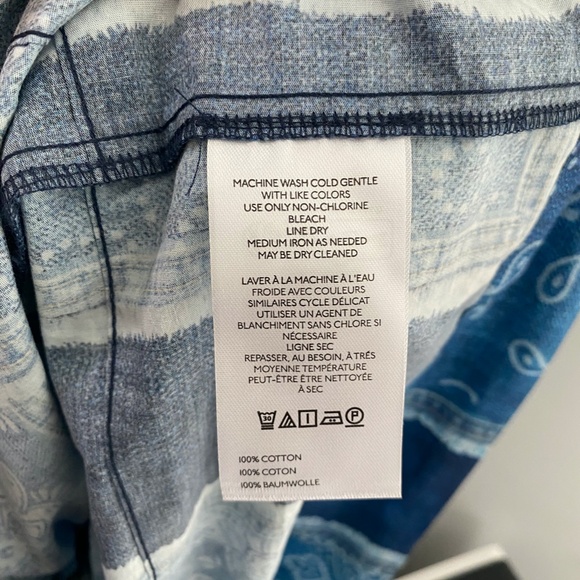 MACHINE WASH COLD GENTLE
WITH LIKE COLORS
USE ONLY NON-CHLORINE
BLEACH
LINE DRY
MEDIUM IRON AS NEEDED
MAY BE DRY CLEANED
LAVER À LA MACHINE À L'EAU
FROIDE AVEC COULEURS
SIMILAIRES CYCLE DÉLICAT
UTILISER UN AGENT DE
BLANCHIMENT SANS CHLORE SI
NÉCESSAIRE
LIGNE SEC
REPASSER, AU BESOIN, À TRÉS
MOYENNE TEMPÉRATURE
PEUT-ÊTRE ÊTRE NETTOYÉE
À SEC
30 P
100% COTTON
100% COTON
100% BAUMWOLLE